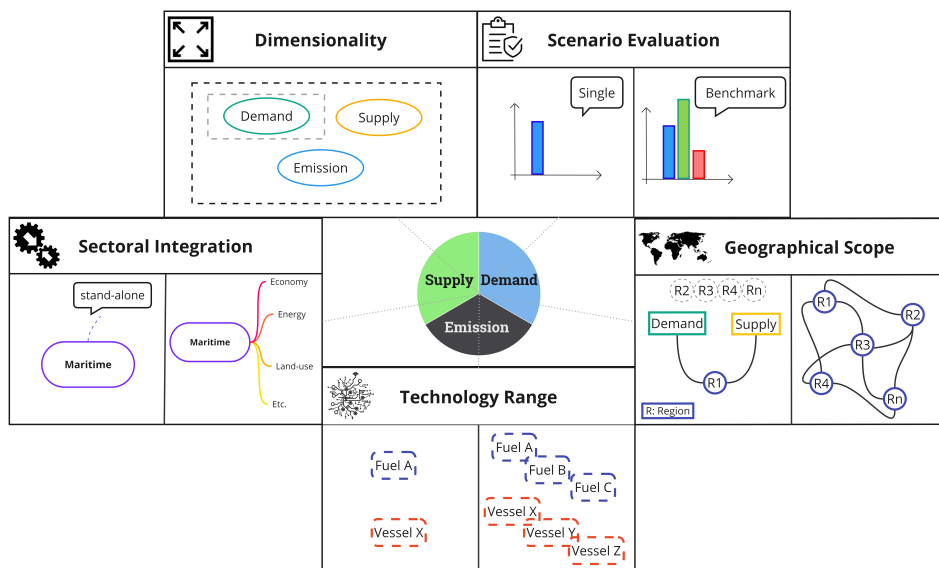 Dimensionality
Scenario Evaluation
Demand
Supply
Emission
Single
Benchmark
Sectoral Integration
stand-alone
Maritime
Maritime
Economy
Energy
Land-use
Etc.
Supply
Demand
Emission
Geographical Scope
R2 R3 R4 Rn
Demand
Supply
R1
R: Region
R1
R2
R3
R4
Rn
Technology Range
Fuel A
Vessel X
Fuel A
Fuel B
Fuel C
Vessel X
Vessel Y
Vessel Z